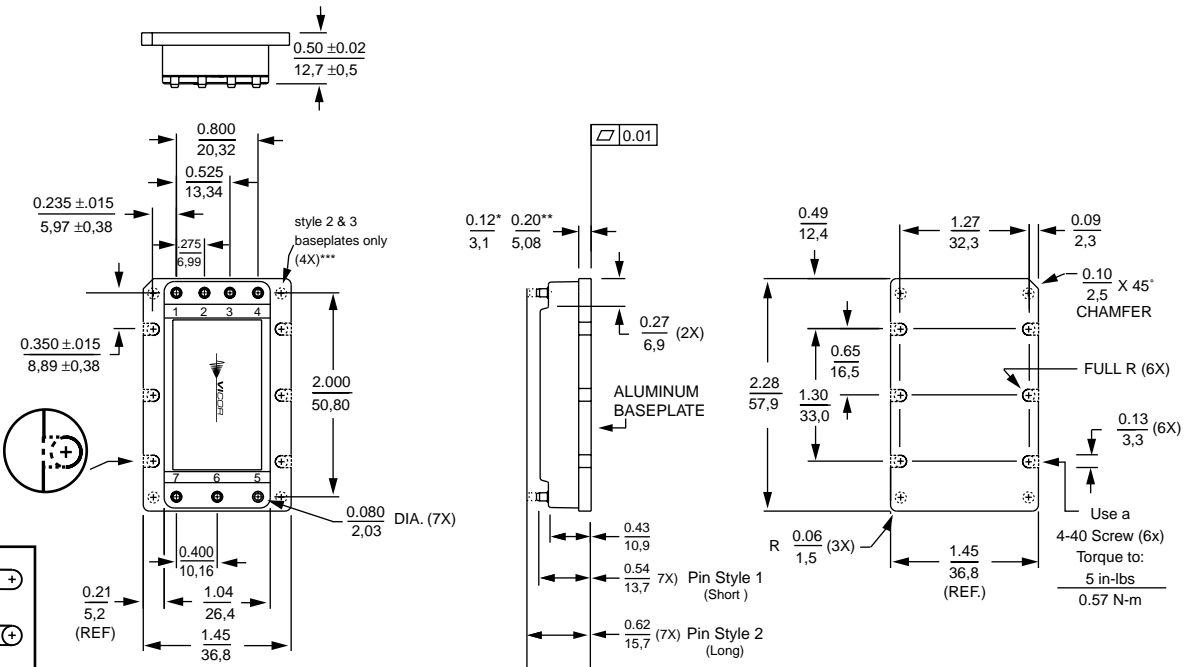 0.50 ±0.02
12,7 ±0,5
0.800
20,32
0.525
13,34
0.235 ±.015
5,97 ±0,38
.275
6,99
style 2 & 3
baseplates only
(4X)***
1 2 3 4
0.350 ±.015
8,89 ±0,38
VICOR
2.000
50,80
7 6 5
0.080
2,03
DIA. (7X)
0.400
10,16
0.21
5,2
(REF)
1.04
26,4
1.45
36,8
0.01
0.12*
3,1
0.20**
5,08
0.27
6,9
(2X)
ALUMINUM
BASEPLATE
0.43
10,9
0.54
13,7
7X) Pin Style 1
(Short )
0.62
15,7
(7X) Pin Style 2
(Long)
0.49
12,4
1.27
32,3
0.09
2,3
0.10
2,5
X 45°
CHAMFER
0.65
16,5
2.28
57,9
1.30
33,0
FULL R (6X)
0.13
3,3
(6X)
R 0.06
1,5
(3X)
1.45
36,8
(REF.)
Use a
4-40 Screw (6x)
Torque to:
5 in-lbs
0.57 N-m